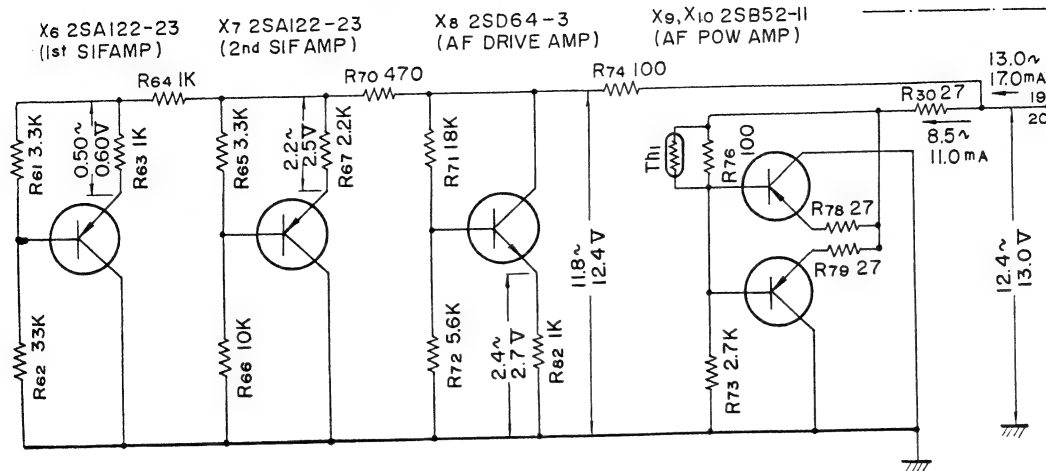 X6 2SA122-23
(1st SIFAMP)
X7 2SA122-23
(2nd SIFAMP)
X8 2SD64-3
(AF DRIVE AMP)
X9, X10 2SB52-11
(AF POW AMP)
R64 1K
R70 470
R74 100
13.0~
17.0mA
R30 27
19
20
8.5~
11.0mA
R61 3.3K
0.50~
0.60V
R63 1K
R65 3.3K
2.2~
2.5V
R67 2.2K
R71 18K
Th1
R76 100
R78 27
R79 27
11.8~
12.4V
12.4~
13.0V
R62 33K
R66 10K
R72 5.6K
2.4~
2.7V
R82 1K
R73 2.7K